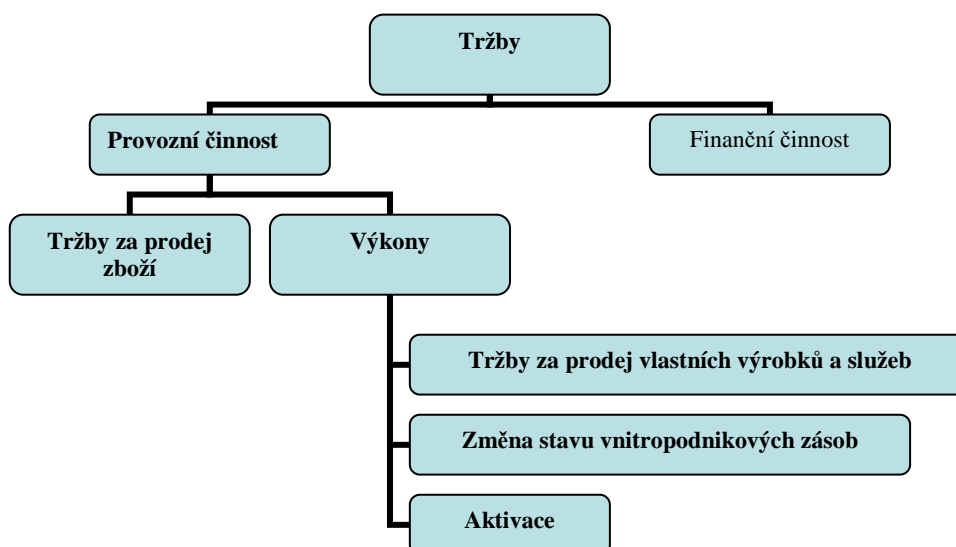 Tržby
Provozní činnost
Finanční činnost
Tržby za prodej
zboží
Výkony
Tržby za prodej vlastních výrobků a služeb
Změna stavu vnitropodnikových zásob
Aktivace